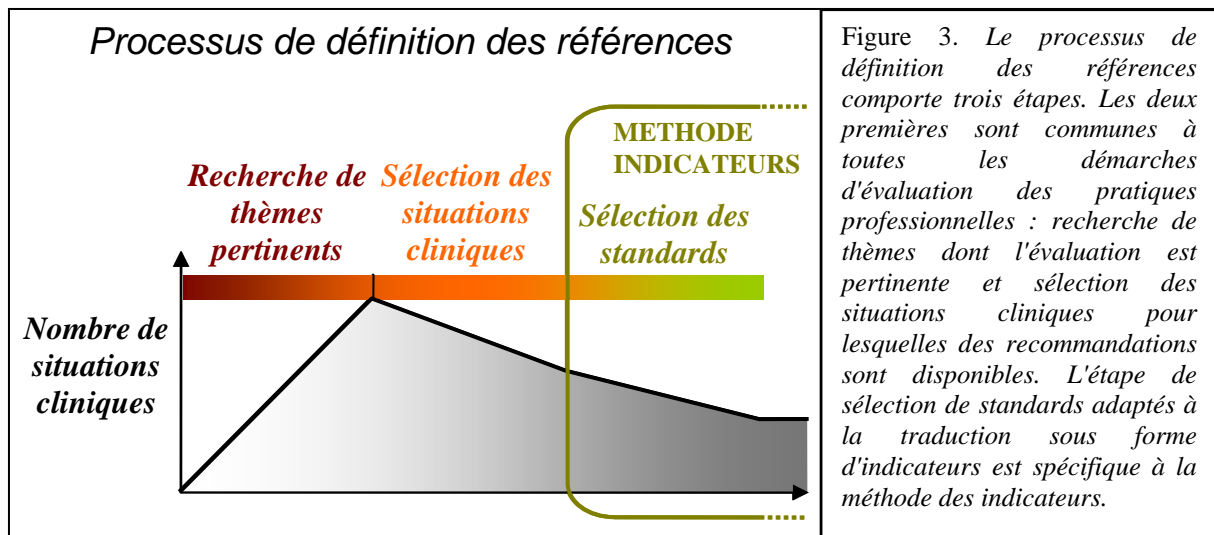 Processus de définition des références
METHODE
INDICATEURS
Recherche de
thèmes
pertinents
Sélection des
situations
cliniques
Sélection des
standards
Nombre de
situations
cliniques
Figure 3. Le processus de
définition des références
comporte trois étapes. Les deux
premières sont communes à
toutes les démarches
d'évaluation des pratiques
professionnelles : recherche de
thèmes dont l'évaluation est
pertinente et sélection des
situations cliniques pour
lesquelles des recommandations
sont disponibles. L'étape de
sélection de standards adaptés à
la traduction sous forme
d'indicateurs est spécifique à la
méthode des indicateurs.